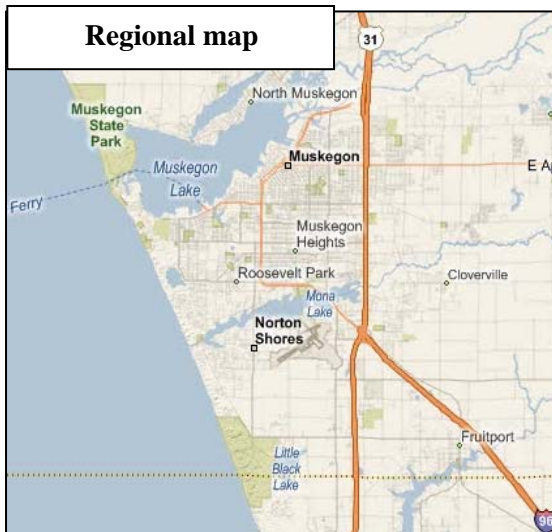 Regional map
31
North Muskegon
Muskegon
State
Park
Muskegon
Muskegon
Lake
E Ap
Ferry
Muskegon
Heights
Roosevelt Park
Cloverville
Mona
Lake
Norton
Shores
Fruitport
Little
Black
Lake